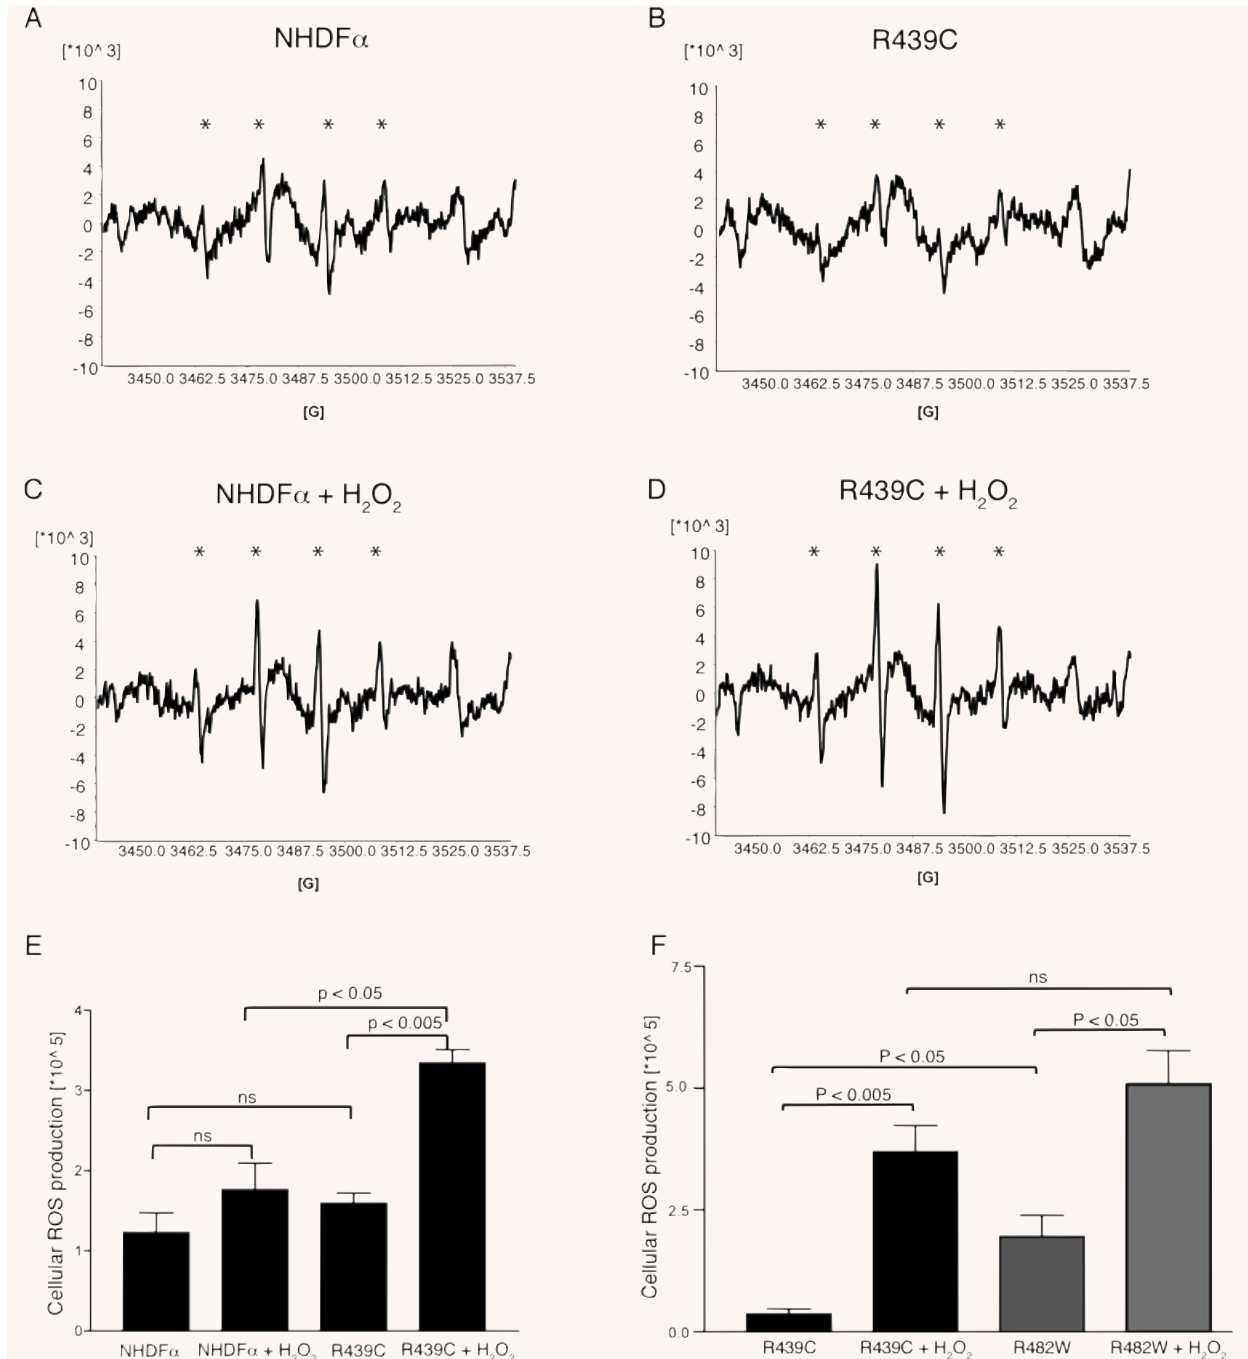 A
NHDFα
[*10^ 3]
10
8
6
4
2
0
-2
-4
-6
-8
-10
* * * *
3450.0 3462.5 3475.0 3487.5 3500.0 3512.5 3525.0 3537.5
[G]
B
R439C
[*10^ 3]
10
8
6
4
2
0
-2
-4
-6
-8
-10
* * * *
3450.0 3462.5 3475.0 3487.5 3500.0 3512.5 3525.0 3537.5
[G]
C
NHDFα + H₂O₂
[*10^ 3]
10
8
6
4
2
0
-2
-4
-6
-8
-10
* * * *
3450.0 3462.5 3475.0 3487.5 3500.0 3512.5 3525.0 3537.5
[G]
D
R439C + H₂O₂
[*10^ 3]
10
8
6
4
2
0
-2
-4
-6
-8
-10
* * * *
3450.0 3462.5 3475.0 3487.5 3500.0 3512.5 3525.0 3537.5
[G]
E
Cellular ROS production [*10^ 5]
4
3
2
1
0
p < 0.05
p < 0.005
ns
ns
NHDFα NHDFα + H₂O₂ R439C R439C + H₂O₂
F
Cellular ROS production [*10^ 5]
7.5
5.0
2.5
0.0
ns
P < 0.05
P < 0.05
P < 0.005
R439C R439C + H₂O₂ R482W R482W + H₂O₂